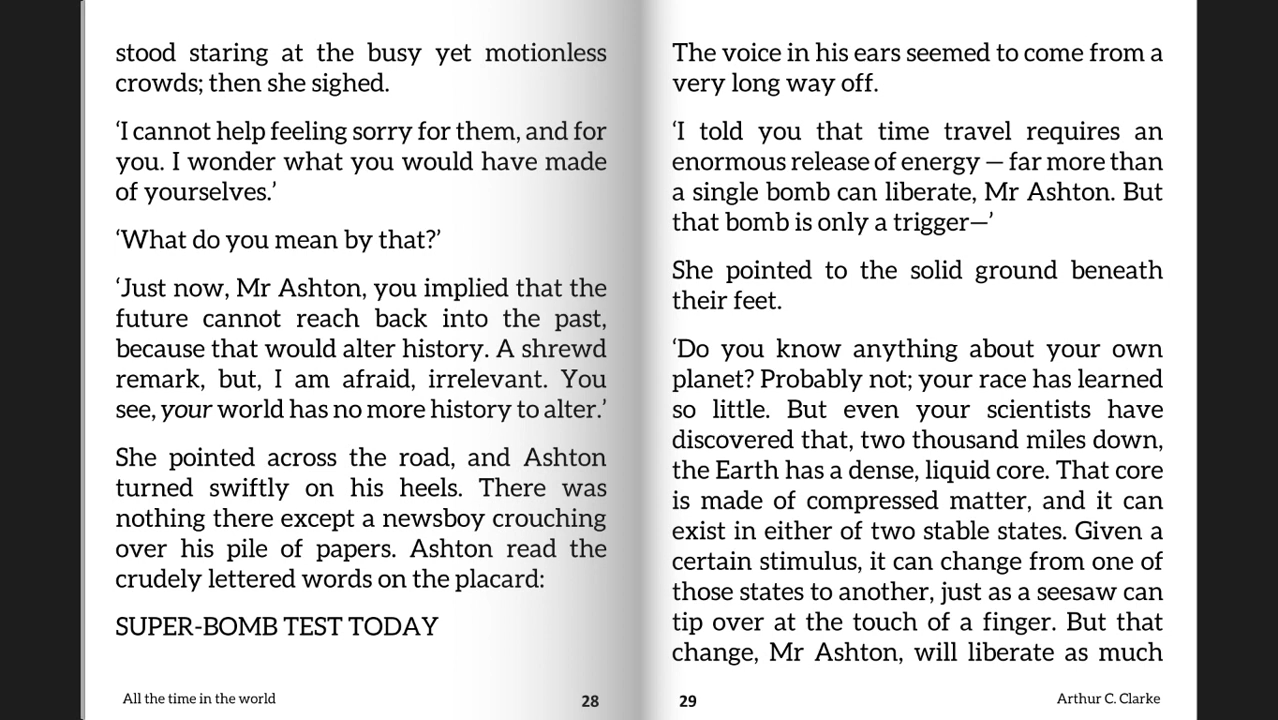 stood staring at the busy yet motionless
crowds; then she sighed.
‘I cannot help feeling sorry for them, and for
you. I wonder what you would have made
of yourselves.’
‘What do you mean by that?’
‘Just now, Mr Ashton, you implied that the
future cannot reach back into the past,
because that would alter history. A shrewd
remark, but, I am afraid, irrelevant. You
see, your world has no more history to alter.’
She pointed across the road, and Ashton
turned swiftly on his heels. There was
nothing there except a newsboy crouching
over his pile of papers. Ashton read the
crudely lettered words on the placard:
SUPER-BOMB TEST TODAY
All the time in the world
28
The voice in his ears seemed to come from a
very long way off.
‘I told you that time travel requires an
enormous release of energy — far more than
a single bomb can liberate, Mr Ashton. But
that bomb is only a trigger—’
She pointed to the solid ground beneath
their feet.
‘Do you know anything about your own
planet? Probably not; your race has learned
so little. But even your scientists have
discovered that, two thousand miles down,
the Earth has a dense, liquid core. That core
is made of compressed matter, and it can
exist in either of two stable states. Given a
certain stimulus, it can change from one of
those states to another, just as a seesaw can
tip over at the touch of a finger. But that
change, Mr Ashton, will liberate as much
29
Arthur C. Clarke